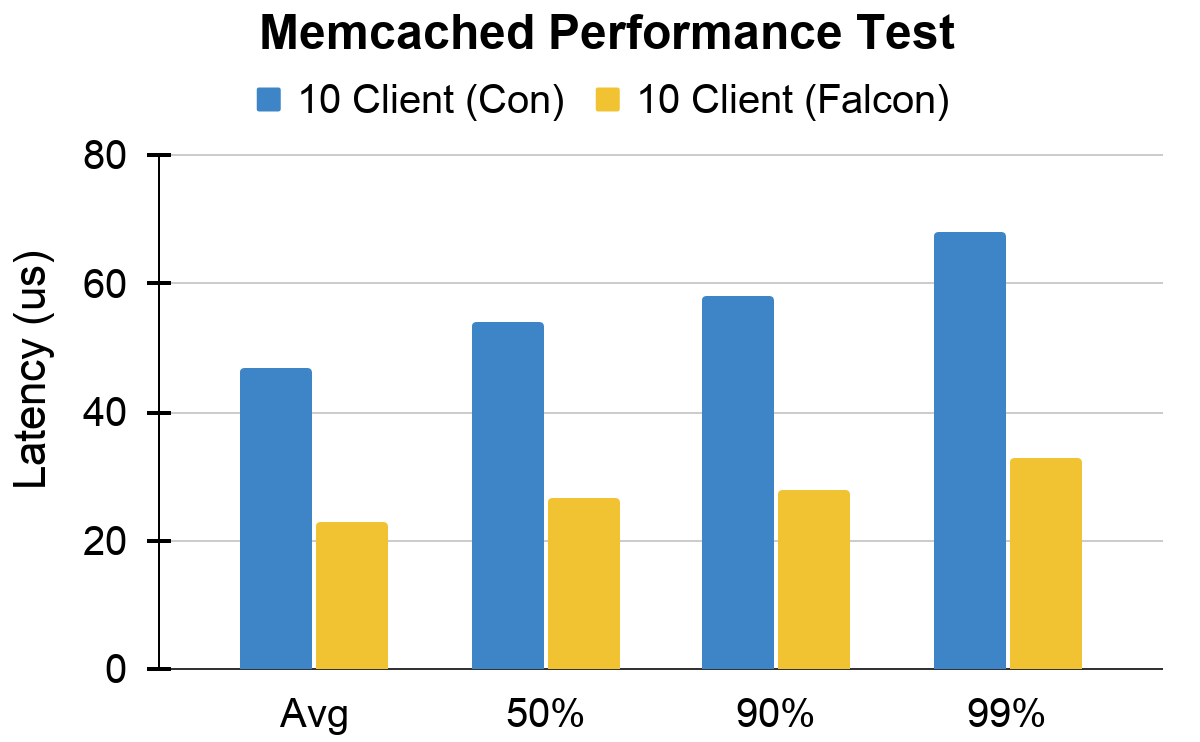 Memcached Performance Test
10 Client (Con) 10 Client (Falcon)
80
60
40
20
0
Latency (us)
Avg 50% 90% 99%